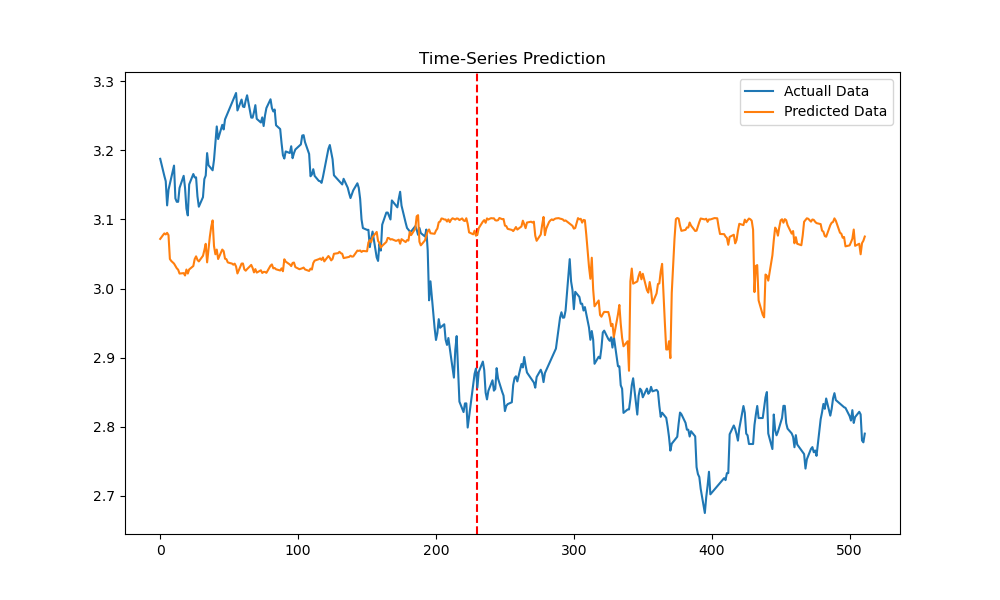 Time-Series Prediction
Actuall Data
Predicted Data
3.3
3.2
3.1
3.0
2.9
2.8
2.7
0 100 200 300 400 500